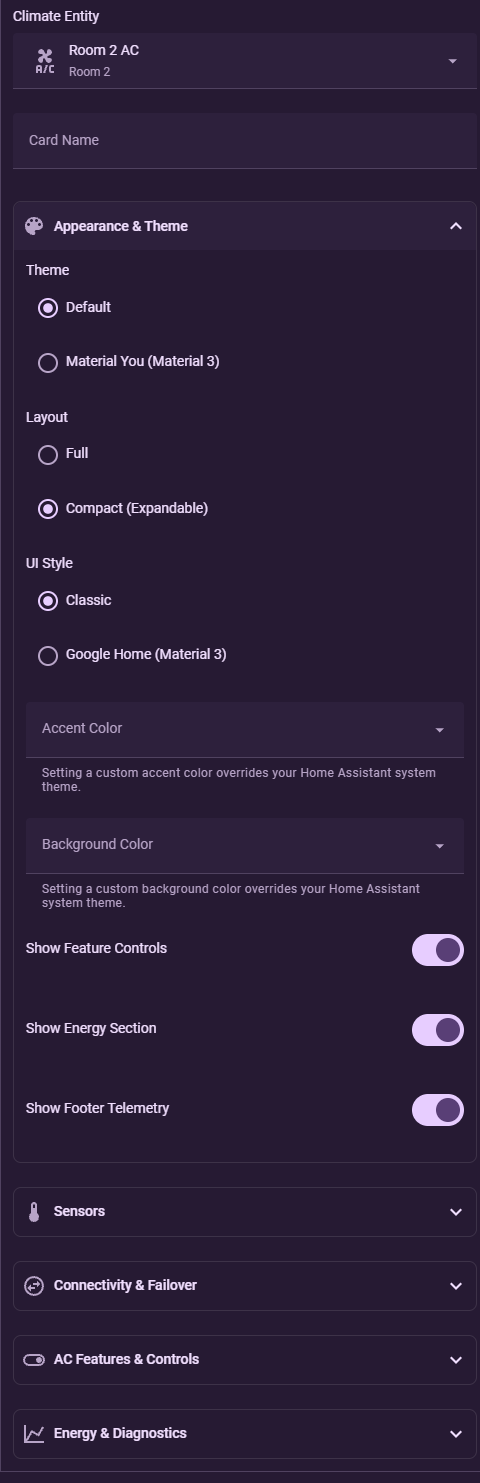 Climate Entity
Room 2 AC
A/C
Room 2
Card Name
Appearance & Theme
Theme
Default
Material You (Material 3)
Layout
Full
Compact (Expandable)
UI Style
Classic
Google Home (Material 3)
Accent Color
Setting a custom accent color overrides your Home Assistant system
theme.
Background Color
Setting a custom background color overrides your Home Assistant
system theme.
Show Feature Controls
Show Energy Section
Show Footer Telemetry
Sensors
Connectivity & Failover
AC Features & Controls
Energy & Diagnostics